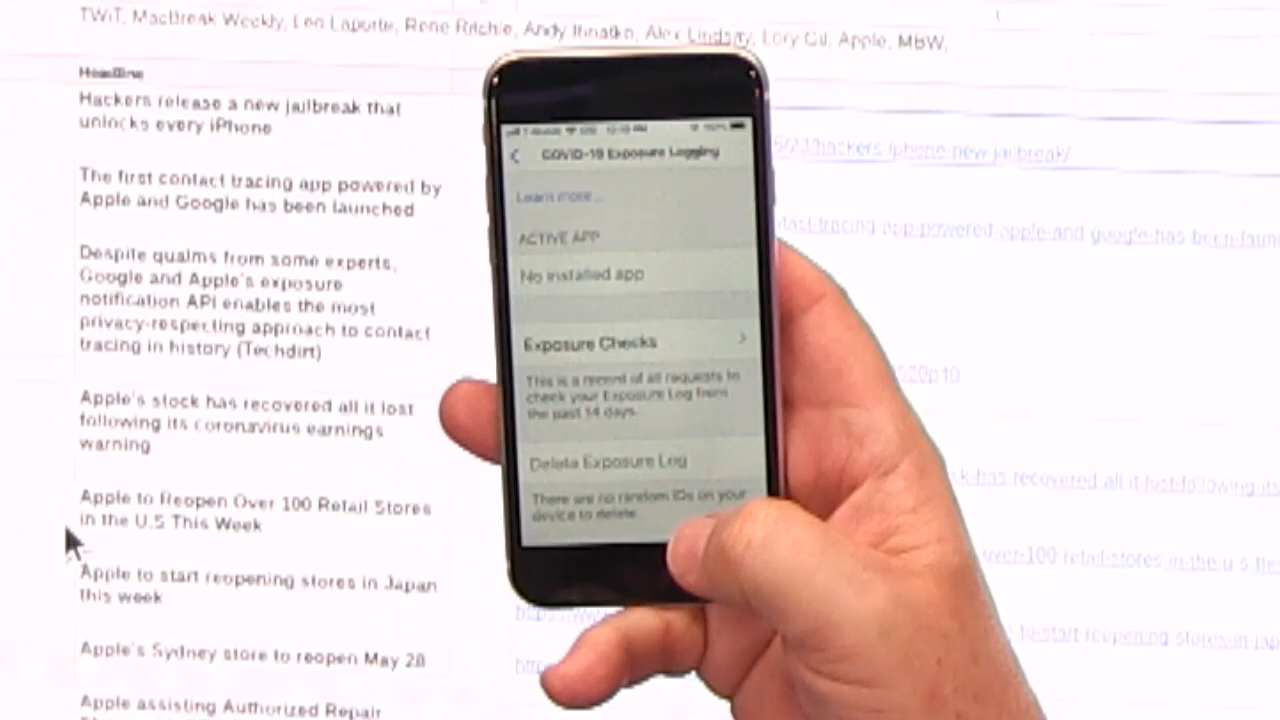 TWiT, MacBreak Weekly, Leo Laporte, Rene Ritchie, Andy Ihnatko, Alex Lindsay, Lory Gil, Apple, MBW,
Headline
Hackers release a new jailbreak that
unlocks every iPhone
The first contact tracing app powered by
Apple and Google has been launched
Despite qualms from some experts,
Google and Apple's exposure
notification API enables the most
privacy-respecting approach to contact
tracing in history (Techdirt)
Apple's stock has recovered all it lost
following its coronavirus earnings
warning
Apple to Reopen Over 100 Retail Stores
in the U.S This Week
Apple to start reopening stores in Japan
this week
Apple's Sydney store to reopen May 28
Apple assisting Authorized Repair
COVID-19 Exposure Logging
Learn more...
ACTIVE APP
No installed app
Exposure Checks
This is a record of all requests to
check your Exposure Log from
the past 14 days.
Delete Exposure Log
There are no random IDs on your
device to delete.
/hackers-iphone-new-jailbreak/
tracing-app-powered-apple-and-google-has-been-laun
%20p10
k-has-recovered-all-it-lost-following-its
over-100-retail-stores-in-the-u-s-this
to-start-reopening-stores-in-jap
https://
http